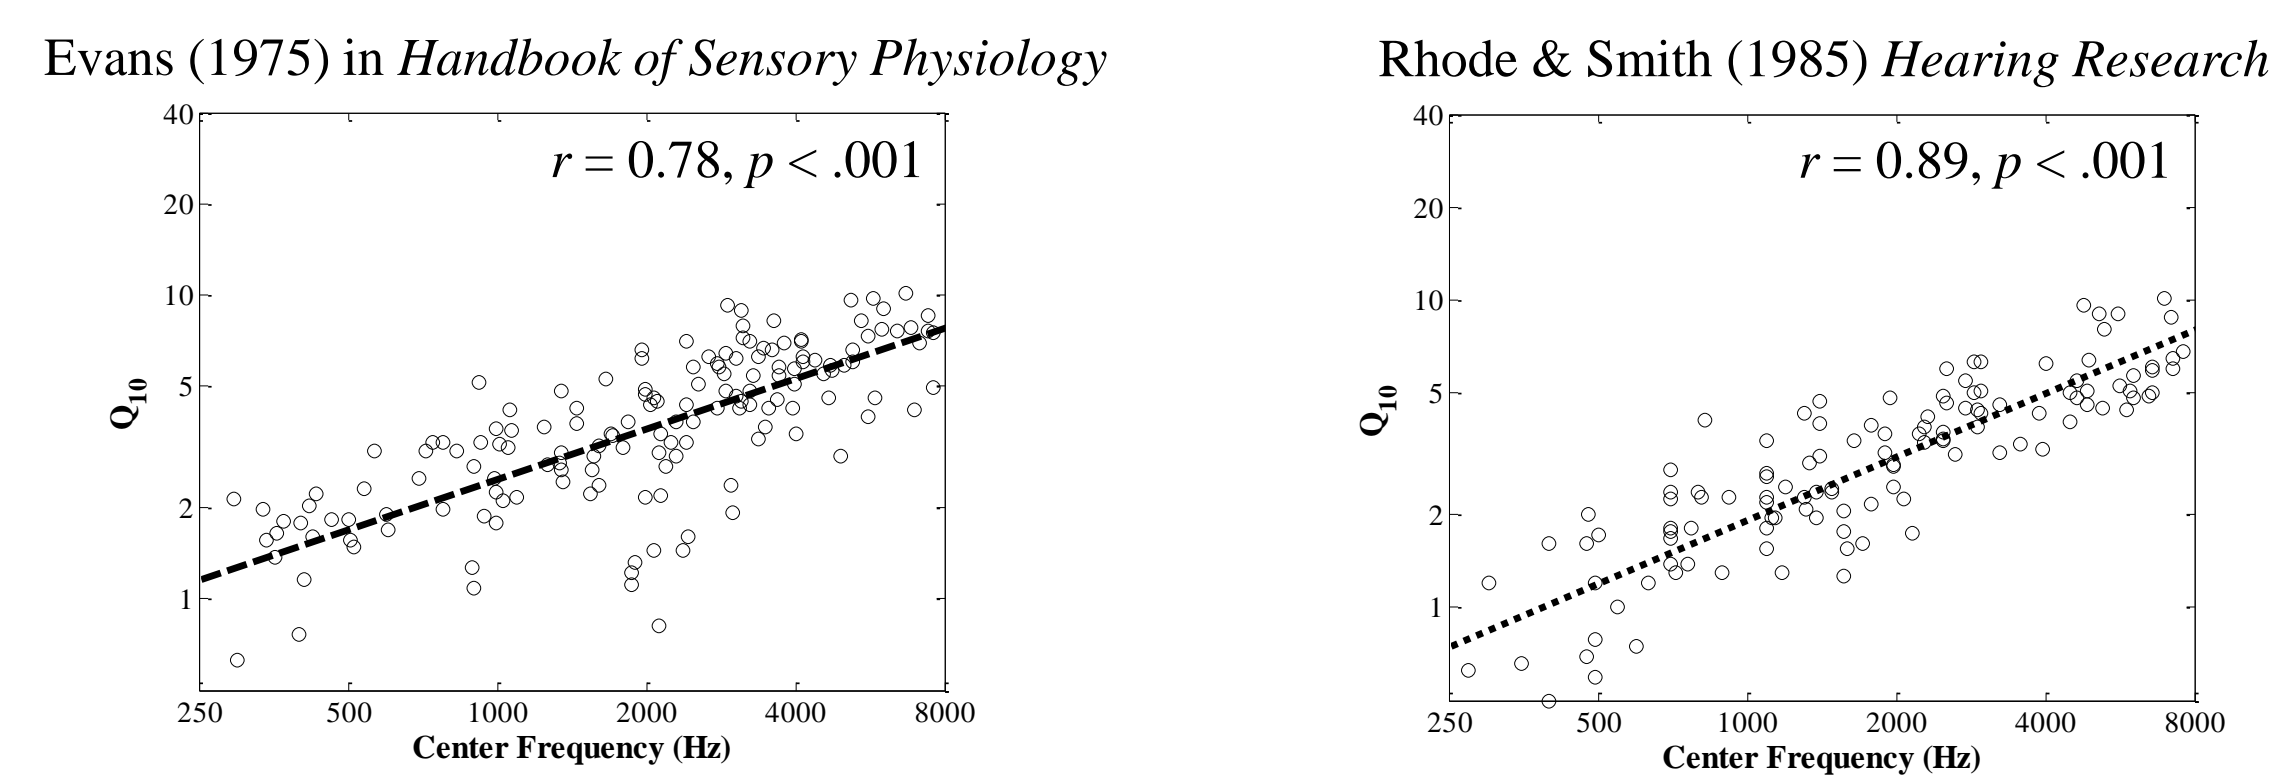 Evans (1975) in Handbook of Sensory Physiology
r = 0.78, p < .001
40
20
10
5
2
1
Q10
250 500 1000 2000 4000 8000
Center Frequency (Hz)
Rhode & Smith (1985) Hearing Research
r = 0.89, p < .001
40
20
10
5
2
1
Q10
250 500 1000 2000 4000 8000
Center Frequency (Hz)